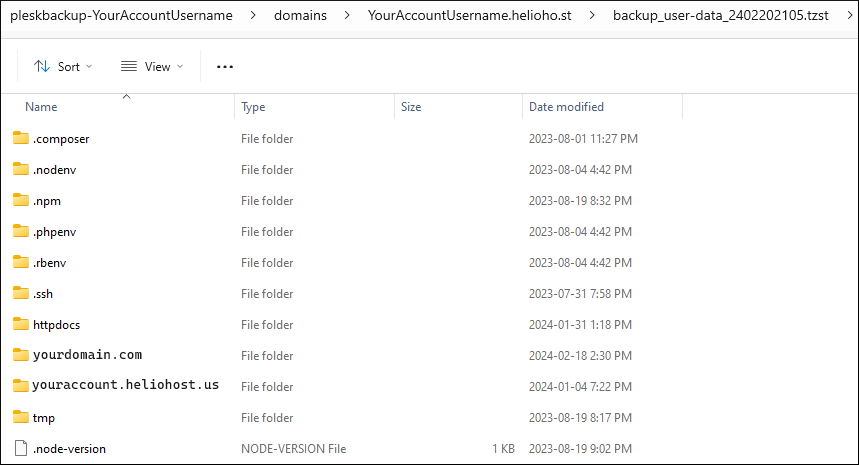 pleskbackup-YourAccountUsername > domains > YourAccountUsername.helioho.st > backup_user-data_2402202105.tzst >
Sort View ...
Name Type Size Date modified
.composer File folder 2023-08-01 11:27 PM
.nodenv File folder 2023-08-04 4:42 PM
.npm File folder 2023-08-19 8:32 PM
.phpenv File folder 2023-08-04 4:42 PM
.rbenv File folder 2023-08-04 4:42 PM
.ssh File folder 2023-07-31 7:58 PM
httpdocs File folder 2024-01-31 1:18 PM
yourdomain.com File folder 2024-02-18 2:30 PM
youraccount.heliohost.us File folder 2024-01-04 7:22 PM
tmp File folder 2023-08-19 8:17 PM
.node-version NODE-VERSION File 1 KB 2023-08-19 9:02 PM